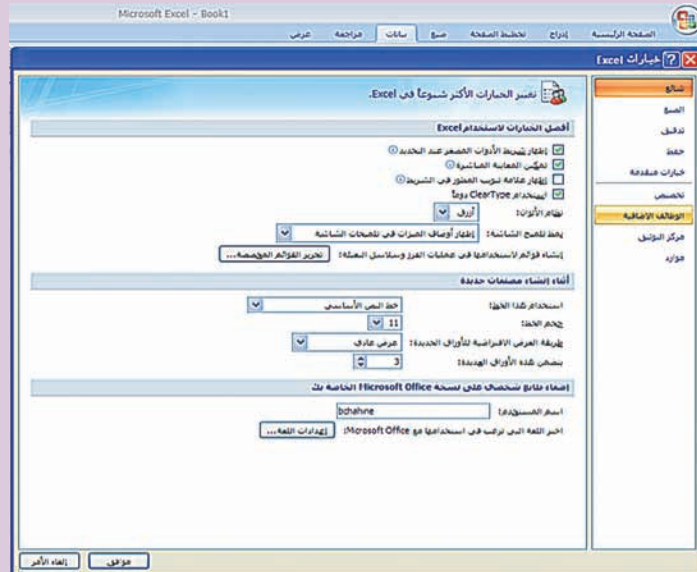 Microsoft Excel - Book1
الصفحة الرئيسية إدراج تخطيط الصفحة صيغ بيانات مراجعة عرض
خيارات Excel
شائع
الصيغ
تدقيق
حفظ
خيارات متقدمة
تخصيص
الوظائف الإضافية
مركز التوثيق
موارد
تغيير الخيارات الأكثر شيوعاً في Excel.
أفضل الخيارات لاستخدام Excel
إظهار شريط الأدوات المصغر عند التحديد
تمكين المعاينة المباشرة
إظهار علامة تبويب المطور في الشريط
استخدام ClearType دوماً
نظام الألوان: أزرق
نمط تلميح الشاشة: إظهار أوصاف الميزات في تلميحات الشاشة
إنشاء قوائم لاستخدامها في عمليات الفرز وسلاسل التعبئة: تحرير القوائم المخصصة...
أثناء إنشاء مصنفات جديدة
استخدام هذا الخط: خط النص الأساسي
حجم الخط: 11
طريقة العرض الافتراضية للأوراق الجديدة: عرض عادي
تضمين هذه الأوراق العديدة: 3
إضفاء طابع شخصي على نسخة Microsoft Office الخاصة بك
اسم المستخدم: bchahine
اختر اللغة التي ترغب في استخدامها مع Microsoft Office: إعدادات اللغة...
موافق إلغاء الأمر